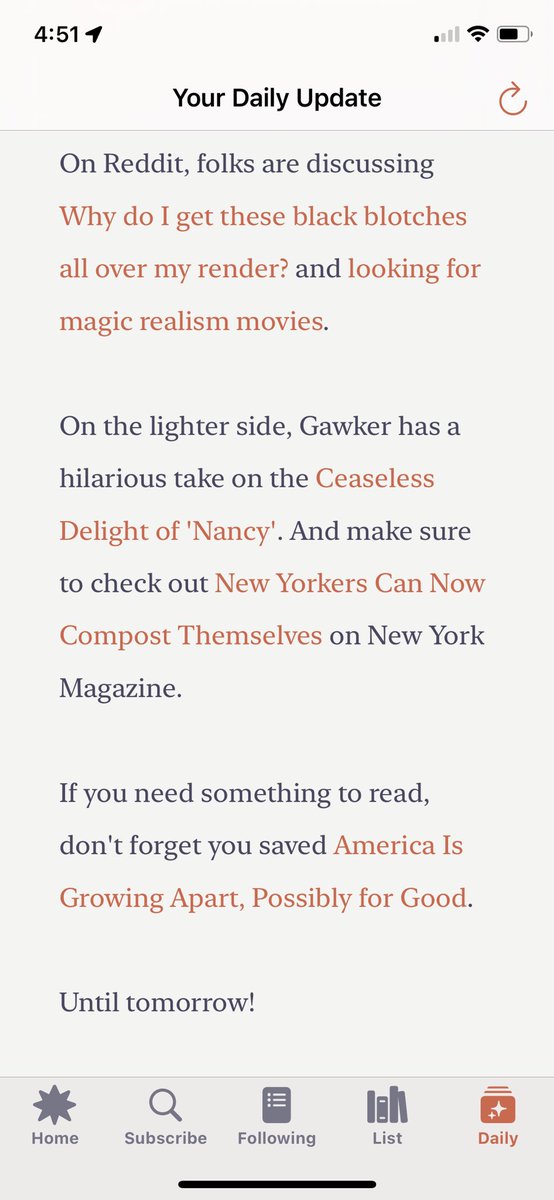 4:51
Your Daily Update
On Reddit, folks are discussing
Why do I get these black blotches
all over my render? and looking for
magic realism movies.
On the lighter side, Gawker has a
hilarious take on the Ceaseless
Delight of 'Nancy'. And make sure
to check out New Yorkers Can Now
Compost Themselves on New York
Magazine.
If you need something to read,
don't forget you saved America Is
Growing Apart, Possibly for Good.
Until tomorrow!
Home Subscribe Following List Daily